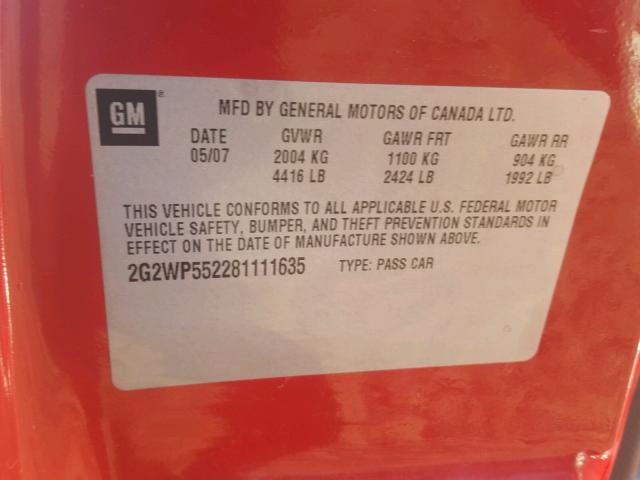 GM ®
MFD BY GENERAL MOTORS OF CANADA LTD.
DATE GVWR GAWR FRT GAWR RR
05/07 2004 KG 1100 KG 904 KG
4416 LB 2424 LB 1992 LB
THIS VEHICLE CONFORMS TO ALL APPLICABLE U.S. FEDERAL MOTOR
VEHICLE SAFETY, BUMPER, AND THEFT PREVENTION STANDARDS IN
EFFECT ON THE DATE OF MANUFACTURE SHOWN ABOVE.
2G2WP552281111635 TYPE: PASS CAR